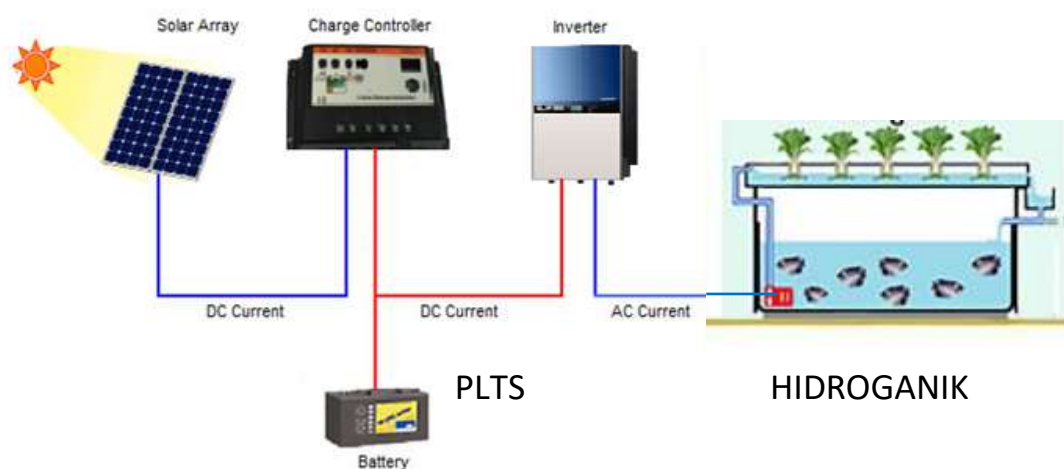 Solar Array
Charge Controller
Inverter
DC Current
DC Current
AC Current
PLTS
HIDROGANIK
Battery